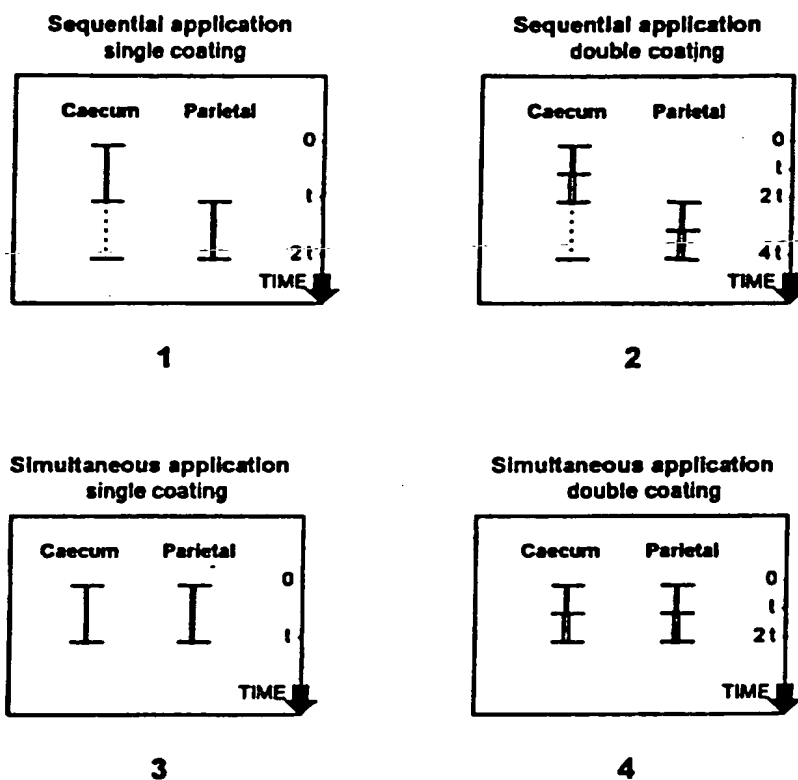 Sequential application
single coating
Caecum Parietal
0
t
2t
TIME
1
Sequential application
double coating
Caecum Parietal
0
t
2t
4t
TIME
2
Simultaneous application
single coating
Caecum Parietal
0
t
TIME
3
Simultaneous application
double coating
Caecum Parietal
0
t
2t
TIME
4